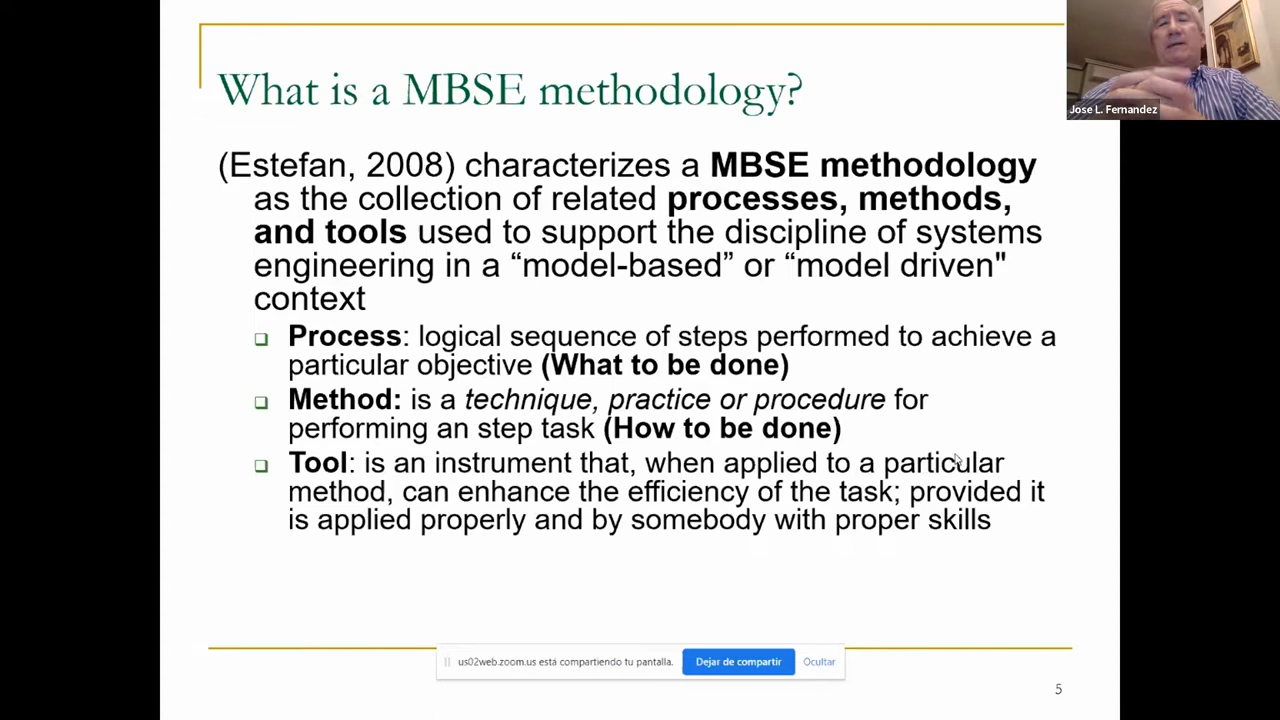 What is a MBSE methodology?
Jose L. Fernandez
(Estefan, 2008) characterizes a MBSE methodology
as the collection of related processes, methods,
and tools used to support the discipline of systems
engineering in a “model-based” or “model driven"
context
Process: logical sequence of steps performed to achieve a
particular objective (What to be done)
Method: is a technique, practice or procedure for
performing an step task (How to be done)
Tool: is an instrument that, when applied to a particular
method, can enhance the efficiency of the task; provided it
is applied properly and by somebody with proper skills
us02web.zoom.us está compartiendo tu pantalla. Dejar de compartir Ocultar
5